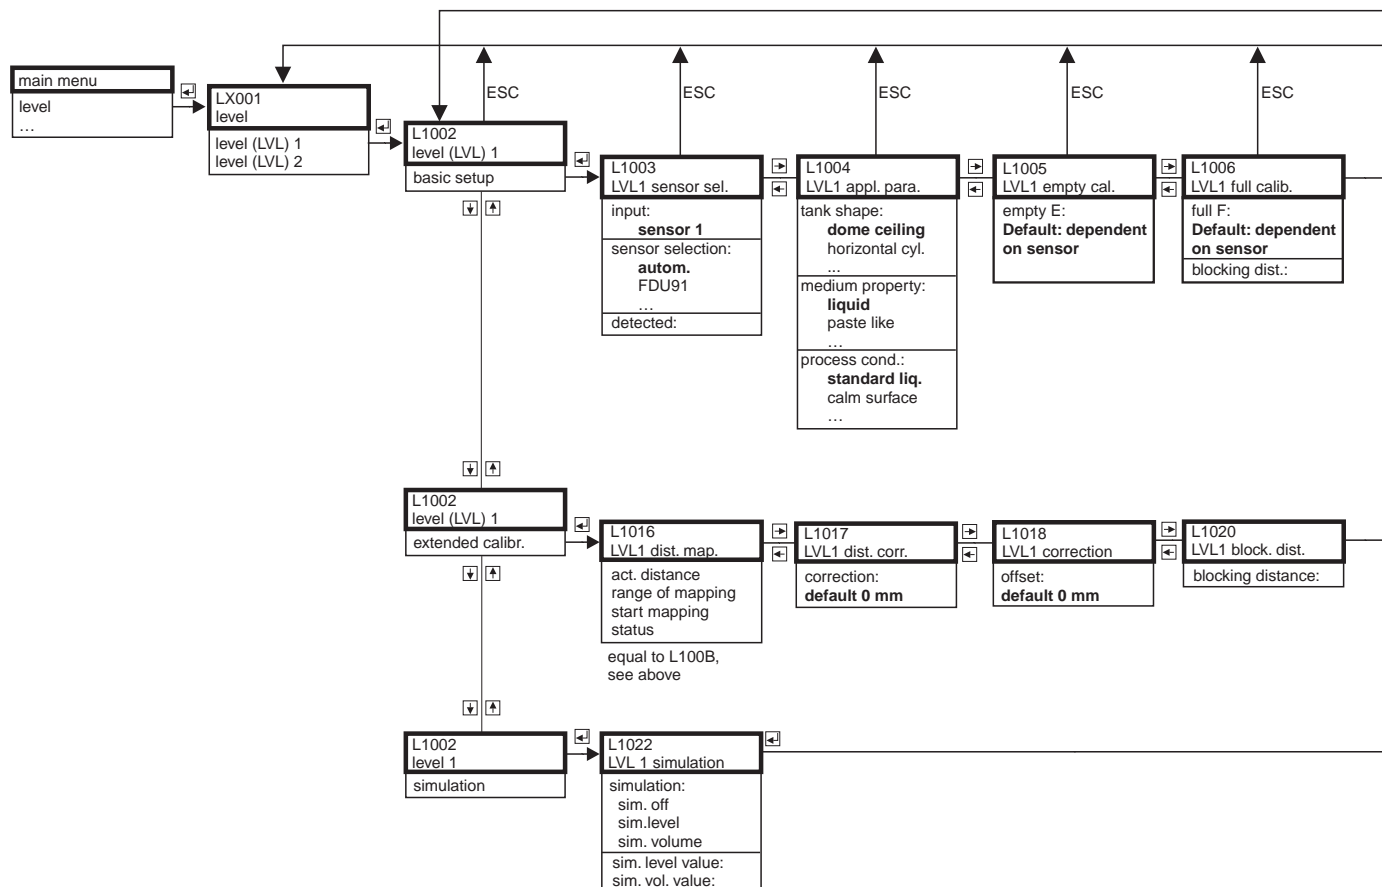 main menu
level
...
LX001
level
level (LVL) 1
level (LVL) 2
L1002
level (LVL) 1
basic setup
ESC
ESC
ESC
ESC
ESC
L1003
LVL1 sensor sel.
input:
sensor 1
sensor selection:
autom.
FDU91
...
detected:
L1004
LVL1 appl. para.
tank shape:
dome ceiling
horizontal cyl.
...
medium property:
liquid
paste like
...
process cond.:
standard liq.
calm surface
...
L1005
LVL1 empty cal.
empty E:
Default: dependent
on sensor
L1006
LVL1 full calib.
full F:
Default: dependent
on sensor
blocking dist.:
L1002
level (LVL) 1
extended calibr.
L1016
LVL1 dist. map.
act. distance
range of mapping
start mapping
status
equal to L100B,
see above
L1017
LVL1 dist. corr.
correction:
default 0 mm
L1018
LVL1 correction
offset:
default 0 mm
L1020
LVL1 block. dist.
blocking distance:
L1002
level 1
simulation
L1022
LVL 1 simulation
simulation:
sim. off
sim.level
sim. volume
sim. level value:
sim. vol. value: